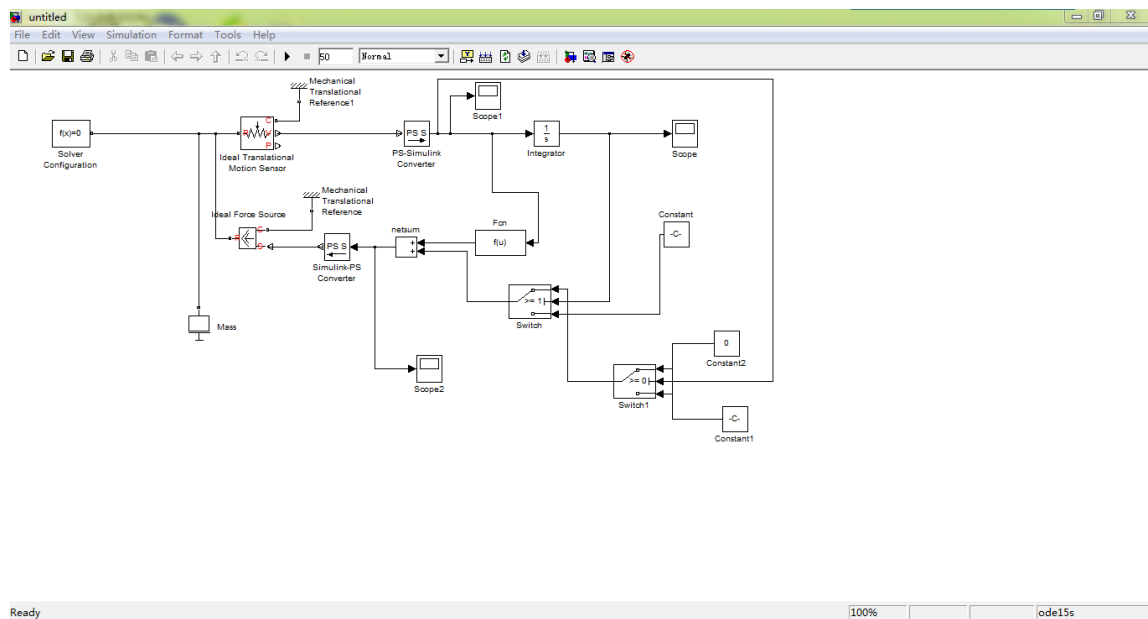 untitled
File Edit View Simulation Format Tools Help
50 Normal
Mechanical
Translational
Reference1
Scope1
f(x)=0
Solver
Configuration
C
R V
P
Ideal Translational
Motion Sensor
PS S
PS-Simulink
Converter
1
s
Integrator
Scope
Mechanical
Translational
Reference
Ideal Force Source
C
R
S
PS S
Simulink-PS
Converter
netsum
+
+
Fcn
f(u)
Constant
-C-
>= 1
Switch
Mass
Scope2
0
Constant2
>= 0
Switch1
-C-
Constant1
Ready 100% ode15s